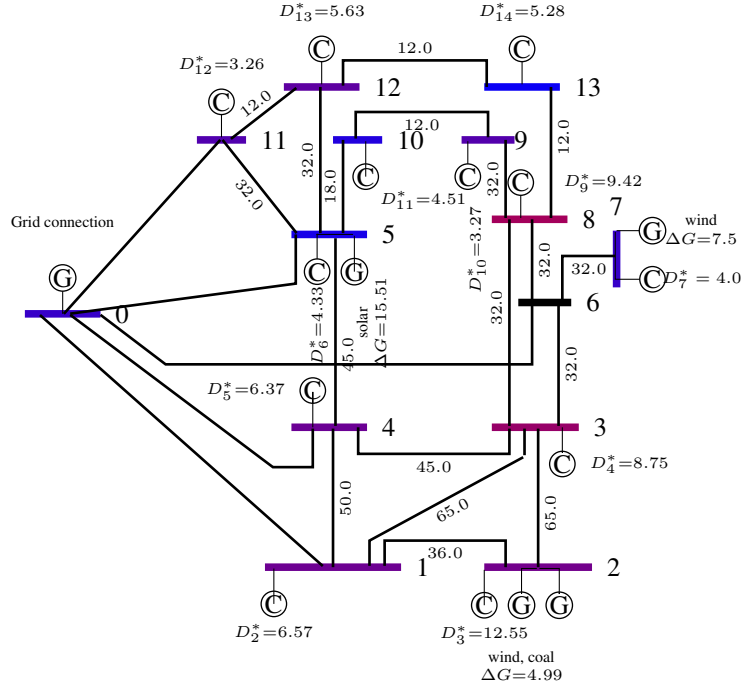 D*13=5.63
D*14=5.28
C
C
12.0
D*12=3.26
12
13
C
12.0
12.0
11
10
9
12.0
32.0
32.0
18.0
C
D*11=4.51
C
32.0
C
D*9=9.42
12.0
7
Grid connection
5
8
G
wind
ΔG=7.5
C
G
D*10=3.27
32.0
32.0
C
D*7= 4.0
G
0
D*6=4.33
solar
ΔG=15.51
45.0
32.0
6
D*5=6.37
C
32.0
4
3
45.0
C
D*4=8.75
50.0
65.0
65.0
36.0
1
2
C
D*2=6.57
C
G
G
D*3=12.55
wind, coal
ΔG=4.99